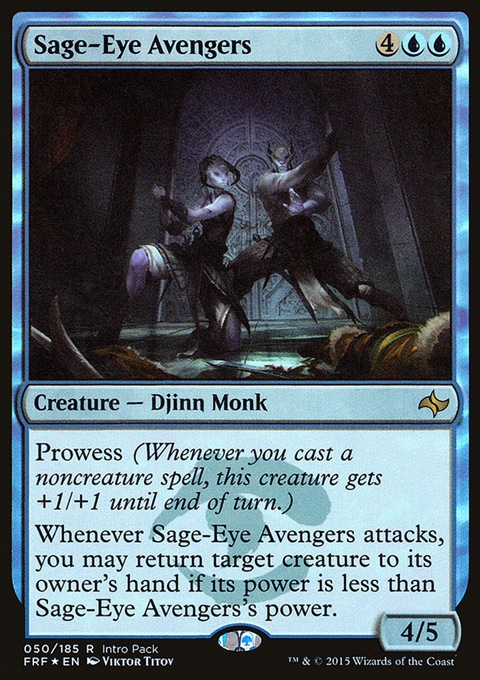 Sage-Eye Avengers 4
Creature — Djinn Monk
Prowess (Whenever you cast a
noncreature spell, this creature gets
+1/+1 until end of turn.)
Whenever Sage-Eye Avengers attacks,
you may return target creature to its
owner's hand if its power is less than
Sage-Eye Avengers's power.
4/5
050/185 R Intro Pack
FRF★EN Viktor Titov
™ & © 2015 Wizards of the Coast